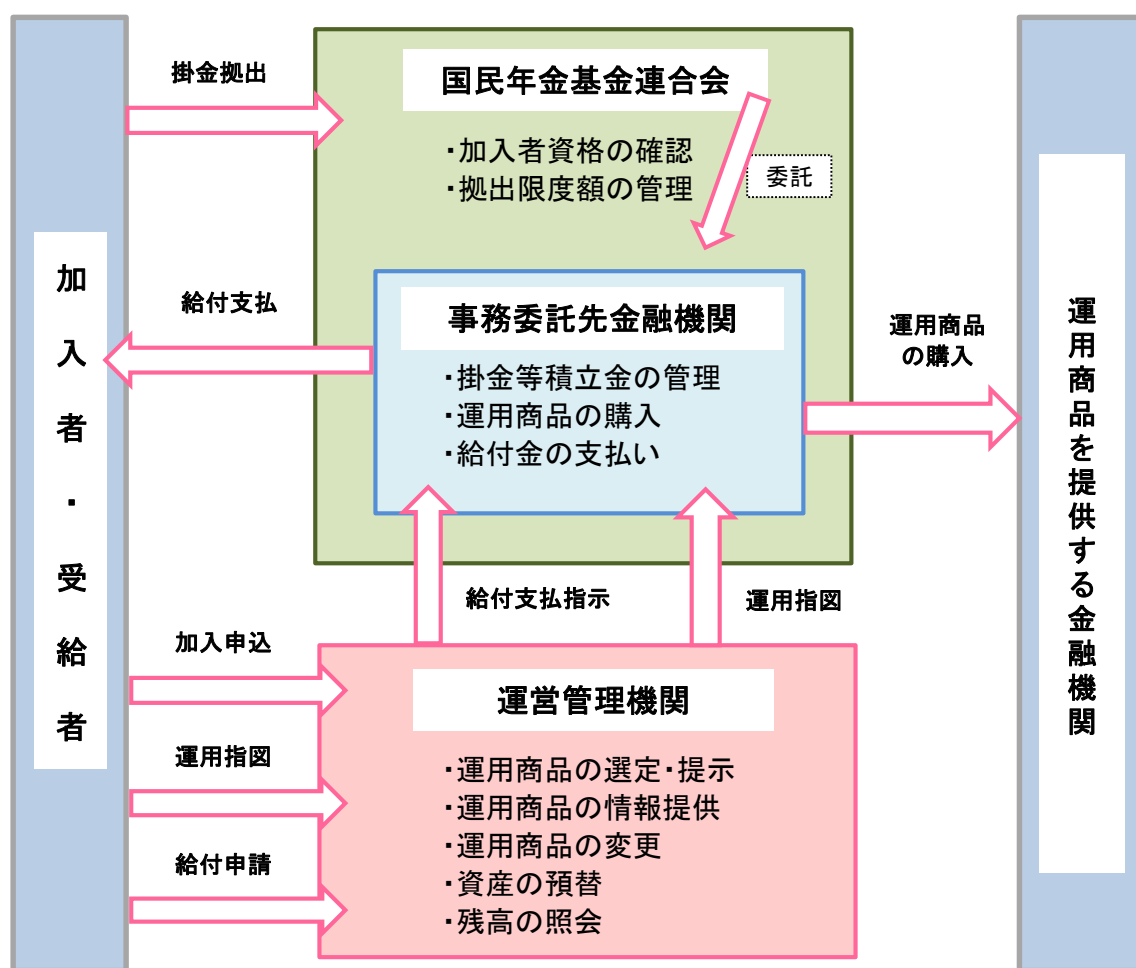 掛金拠出
国民年金基金連合会
・加入者資格の確認
・拠出限度額の管理
委託
加入者・受給者
給付支払
事務委託先金融機関
・掛金等積立金の管理
・運用商品の購入
・給付金の支払い
運用商品
の購入
運用商品を提供する金融機関
給付支払指示
運用指図
加入申込
運用指図
給付申請
運営管理機関
・運用商品の選定・提示
・運用商品の情報提供
・運用商品の変更
・資産の預替
・残高の照会